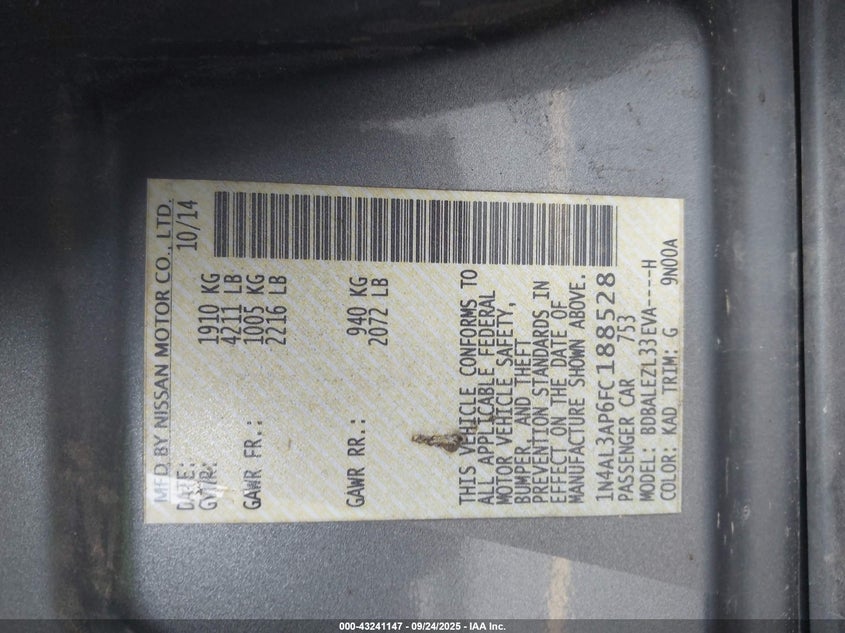 MFD BY NISSAN MOTOR CO., LTD.
DATE: 10/14
GVWR: 1910 KG
4211 LB
GAWR FR.: 1005 KG
2216 LB
GAWR RR.: 940 KG
2072 LB
THIS VEHICLE CONFORMS TO
ALL APPLICABLE FEDERAL
MOTOR VEHICLE SAFETY,
BUMPER, AND THEFT
PREVENTION STANDARDS IN
EFFECT ON THE DATE OF
MANUFACTURE SHOWN ABOVE.
1N4AL3AP6FC188528
PASSENGER CAR 753
MODEL: BDBALEZL33EVA----H
COLOR: KAD TRIM: G 9N00A
000-43241147 - 09/24/2025 - IAA Inc.